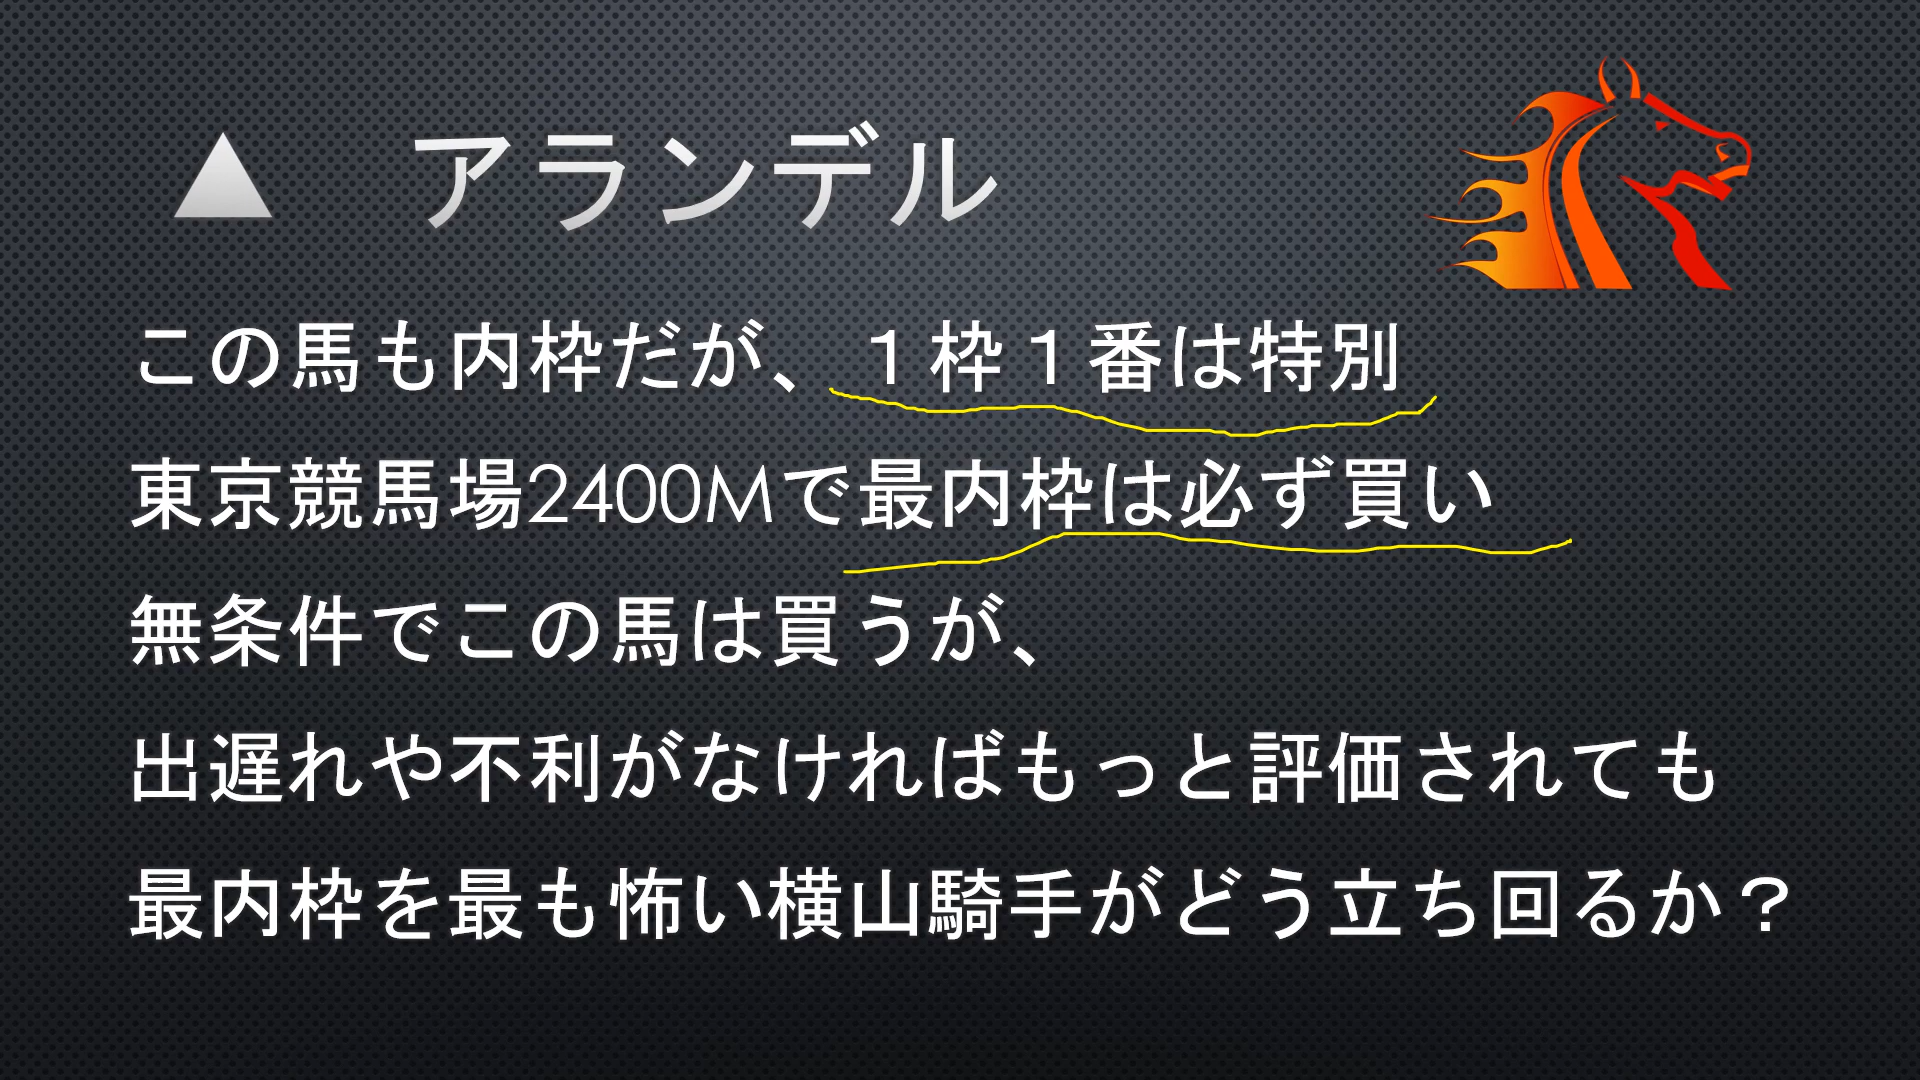 ▲　アランデル
この馬も内枠だが、１枠１番は特別
東京競馬場2400Mで最内枠は必ず買い
無条件でこの馬は買うが、
出遅れや不利がなければもっと評価されても
最内枠を最も怖い横山騎手がどう立ち回るか？